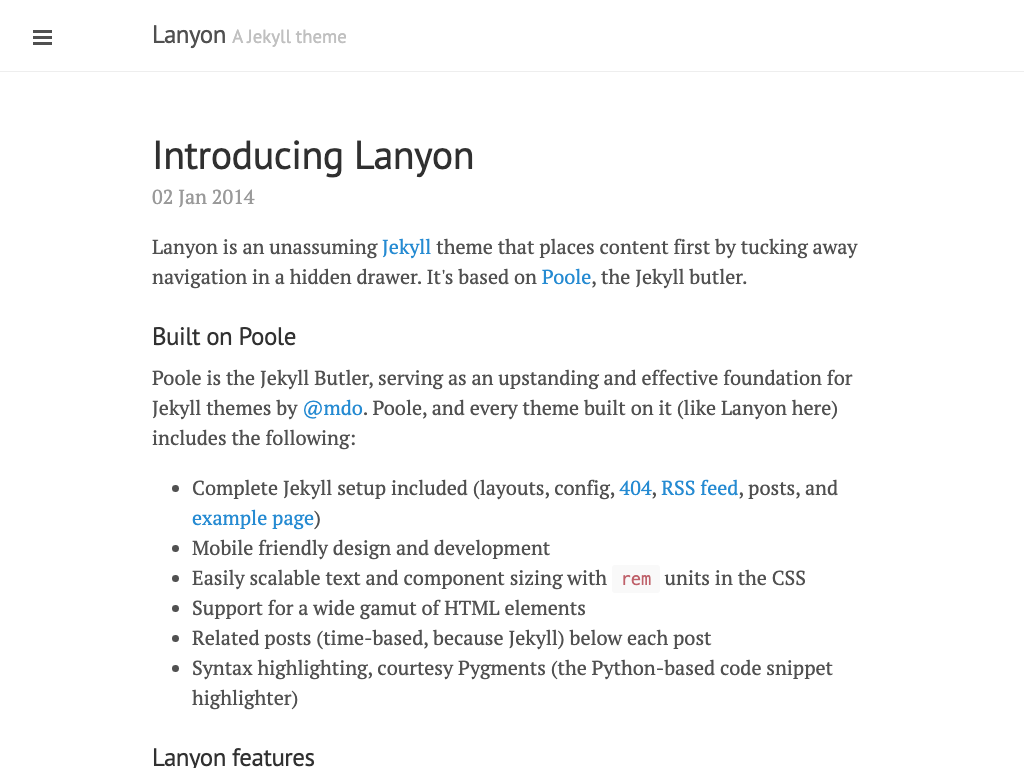 Lanyon A Jekyll theme
Introducing Lanyon
02 Jan 2014
Lanyon is an unassuming Jekyll theme that places content first by tucking away
navigation in a hidden drawer. It's based on Poole, the Jekyll butler.
Built on Poole
Poole is the Jekyll Butler, serving as an upstanding and effective foundation for
Jekyll themes by @mdo. Poole, and every theme built on it (like Lanyon here)
includes the following:
Complete Jekyll setup included (layouts, config, 404, RSS feed, posts, and
example page)
Mobile friendly design and development
Easily scalable text and component sizing with rem units in the CSS
Support for a wide gamut of HTML elements
Related posts (time-based, because Jekyll) below each post
Syntax highlighting, courtesy Pygments (the Python-based code snippet
highlighter)
Lanyon features